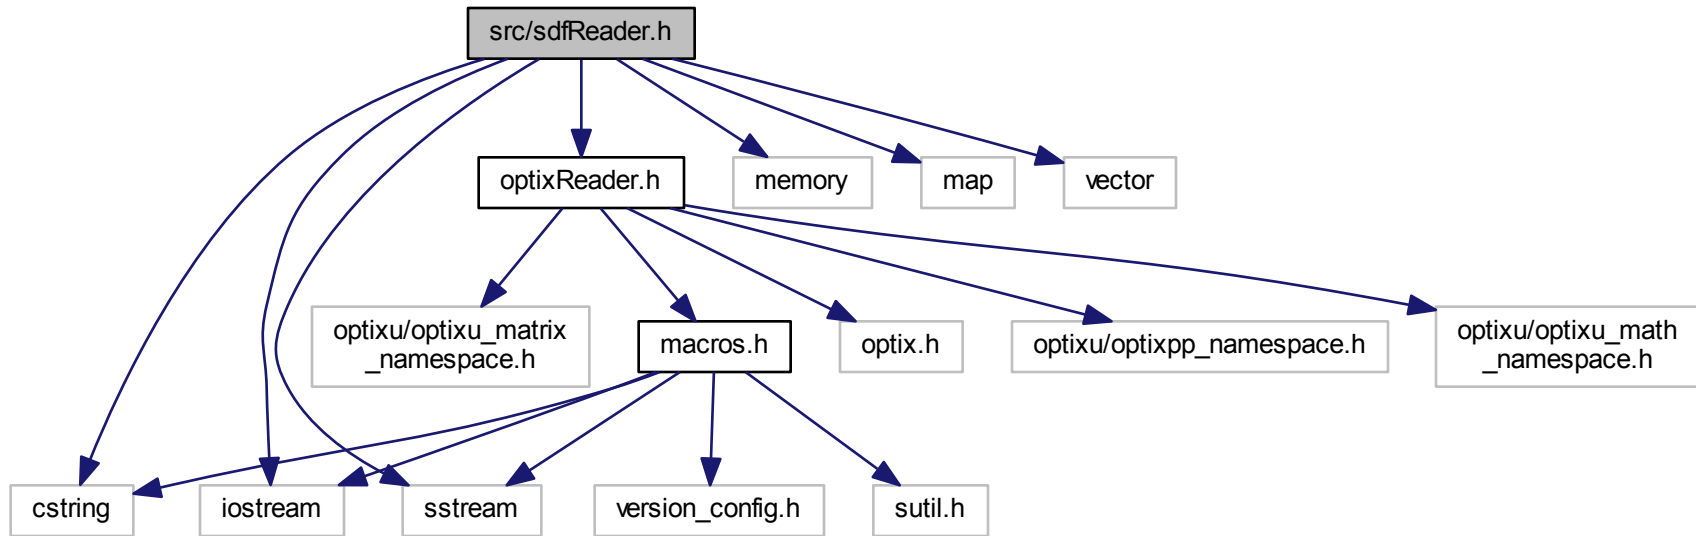 src/sdfReader.h
optixReader.h
memory
map
vector
optixu/optixu_matrix
_namespace.h
macros.h
optix.h
optixu/optixpp_namespace.h
optixu/optixu_math
_namespace.h
cstring
iostream
sstream
version_config.h
sutil.h